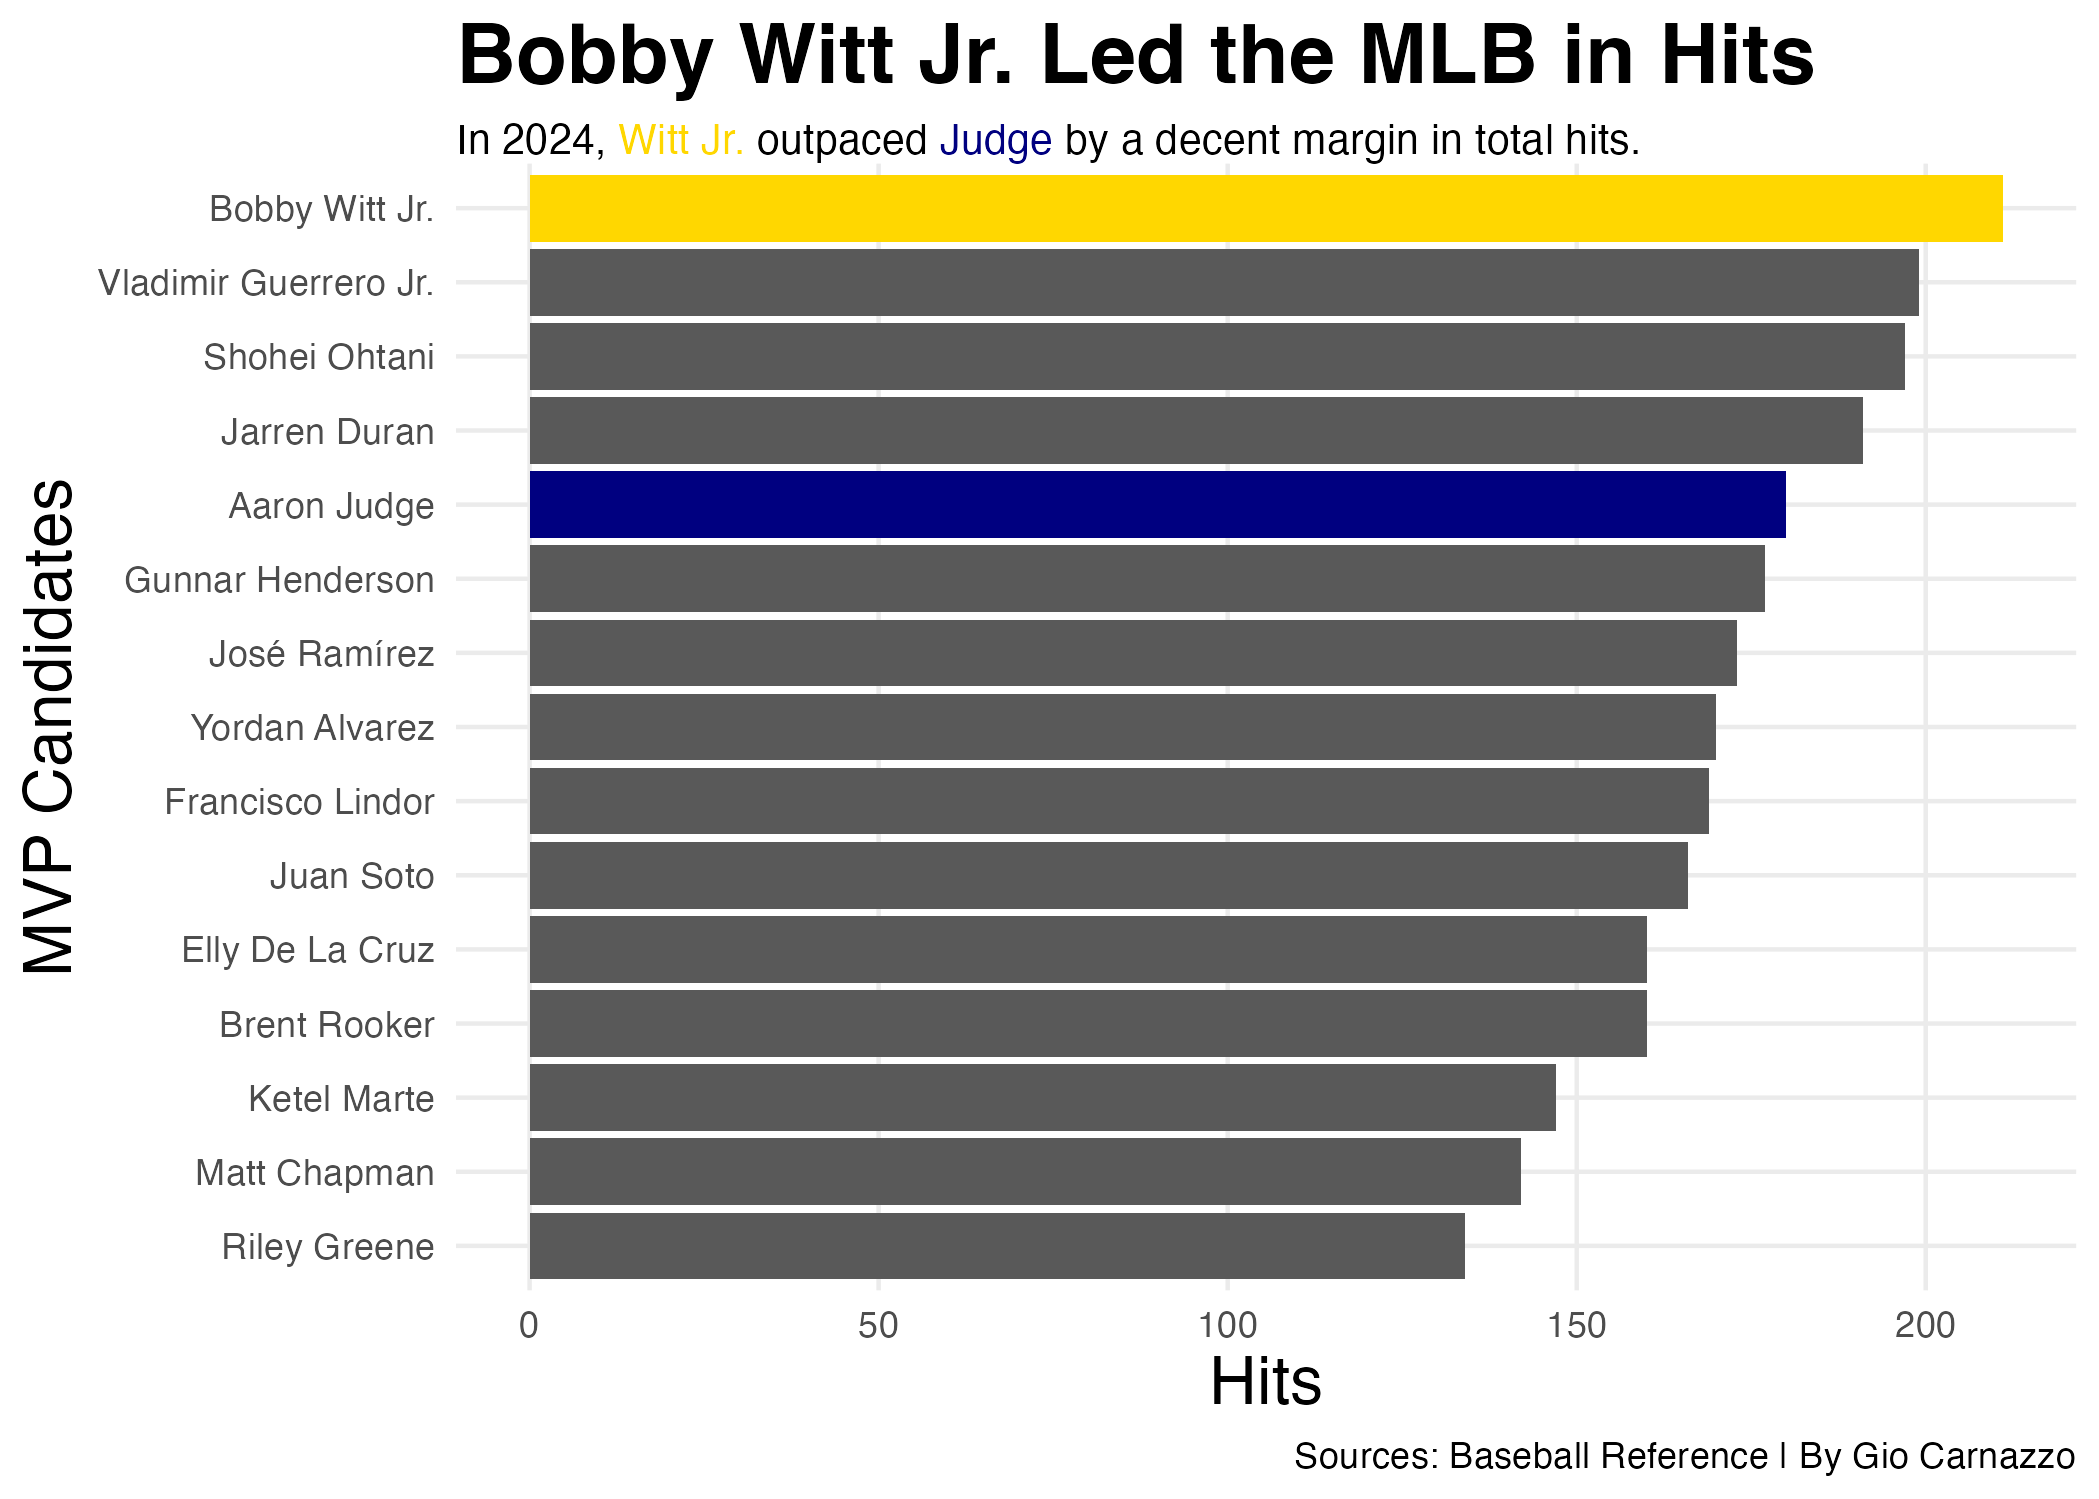 Bobby Witt Jr. Led the MLB in Hits
In 2024, Witt Jr. outpaced Judge by a decent margin in total hits.
MVP Candidates
Bobby Witt Jr.
Vladimir Guerrero Jr.
Shohei Ohtani
Jarren Duran
Aaron Judge
Gunnar Henderson
José Ramírez
Yordan Alvarez
Francisco Lindor
Juan Soto
Elly De La Cruz
Brent Rooker
Ketel Marte
Matt Chapman
Riley Greene
0 50 100 150 200
Hits
Sources: Baseball Reference | By Gio Carnazzo